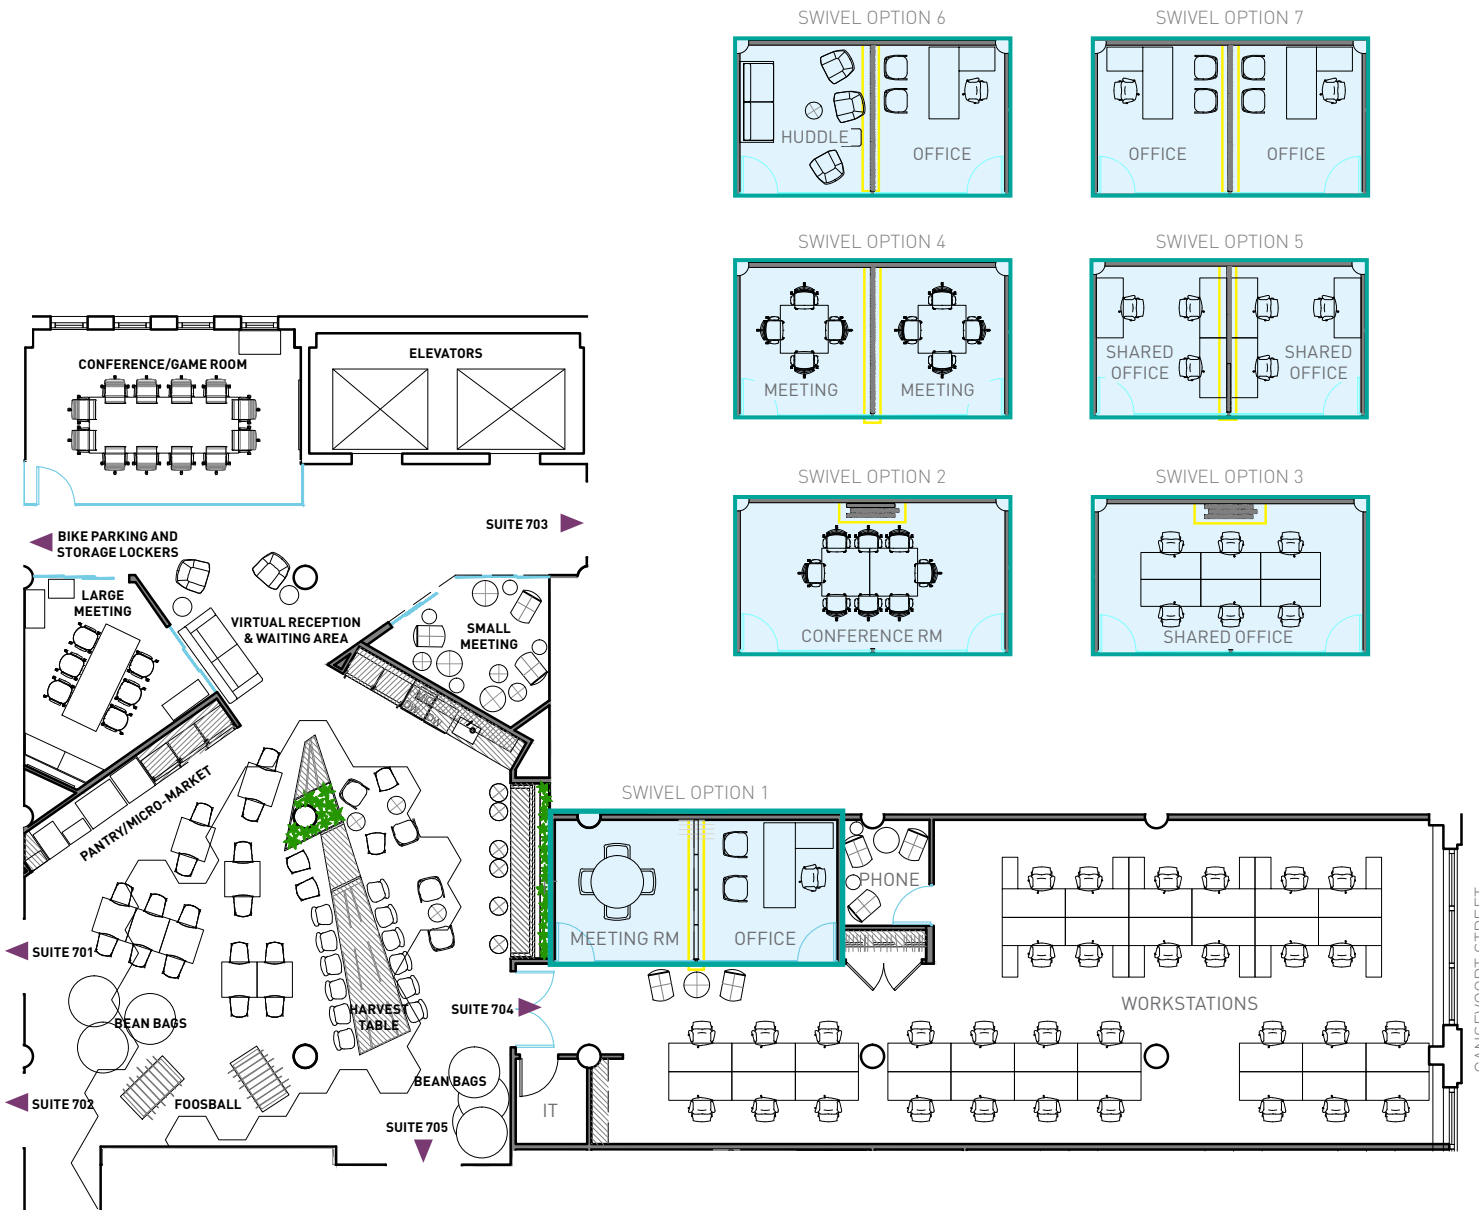 SWIVEL OPTION 6
SWIVEL OPTION 7
HUDDLE
OFFICE
OFFICE
OFFICE
SWIVEL OPTION 4
SWIVEL OPTION 5
MEETING
MEETING
SHARED
OFFICE
SHARED
OFFICE
SWIVEL OPTION 2
SWIVEL OPTION 3
CONFERENCE RM
SHARED OFFICE
CONFERENCE/GAME ROOM
ELEVATORS
SUITE 703
BIKE PARKING AND
STORAGE LOCKERS
LARGE
MEETING
VIRTUAL RECEPTION
& WAITING AREA
SMALL
MEETING
PANTRY/MICRO-MARKET
SWIVEL OPTION 1
MEETING RM
OFFICE
PHONE
SUITE 701
BEAN BAGS
HARVEST
TABLE
SUITE 704
WORKSTATIONS
GANSEVOORT STREET
SUITE 702
FOOSBALL
BEAN BAGS
SUITE 705
IT